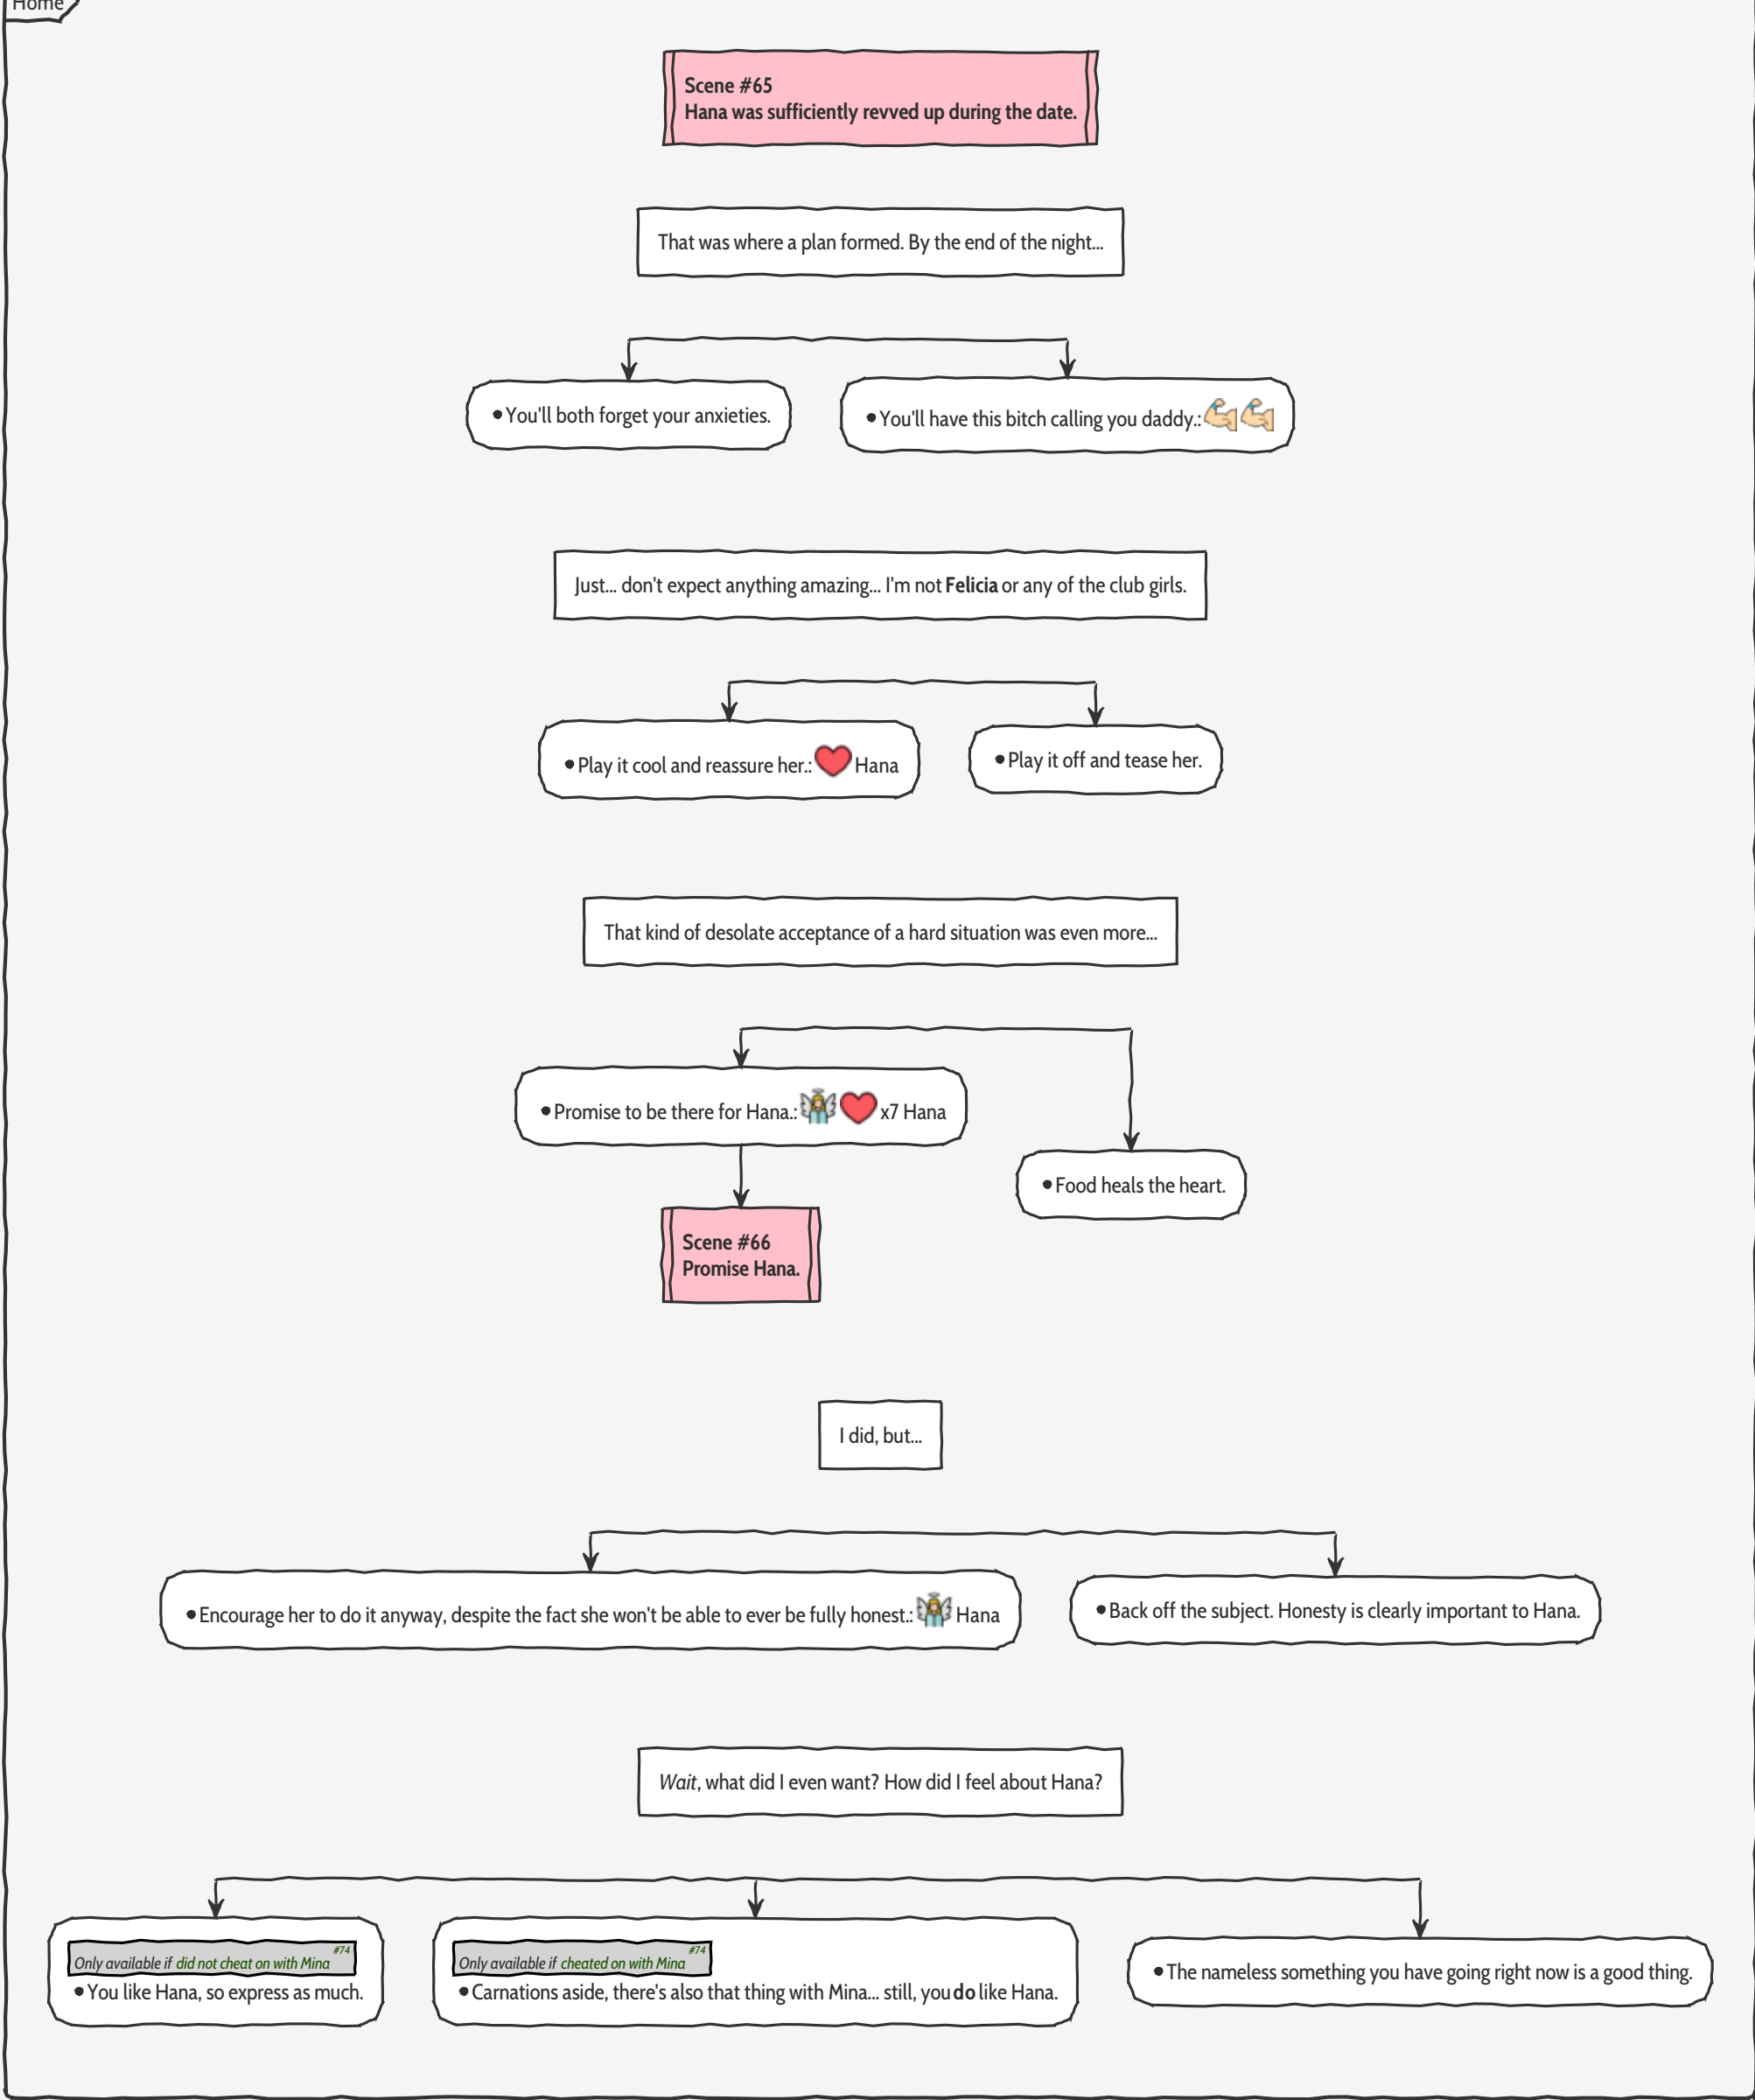 Home
Scene #65
Hana was sufficiently revved up during the date.
That was where a plan formed. By the end of the night...
•You'll both forget your anxieties.
•You'll have this bitch calling you daddy.:
Just... don't expect anything amazing... I'm not Felicia or any of the club girls.
•Play it cool and reassure her.: Hana
•Play it off and tease her.
That kind of desolate acceptance of a hard situation was even more...
•Promise to be there for Hana.: x7 Hana
•Food heals the heart.
Scene #66
Promise Hana.
I did, but...
•Encourage her to do it anyway, despite the fact she won't be able to ever be fully honest.: Hana
•Back off the subject. Honesty is clearly important to Hana.
Wait, what did I even want? How did I feel about Hana?
#74
Only available if did not cheat on with Mina
•You like Hana, so express as much.
#74
Only available if cheated on with Mina
•Carnations aside, there's also that thing with Mina... still, you do like Hana.
•The nameless something you have going right now is a good thing.